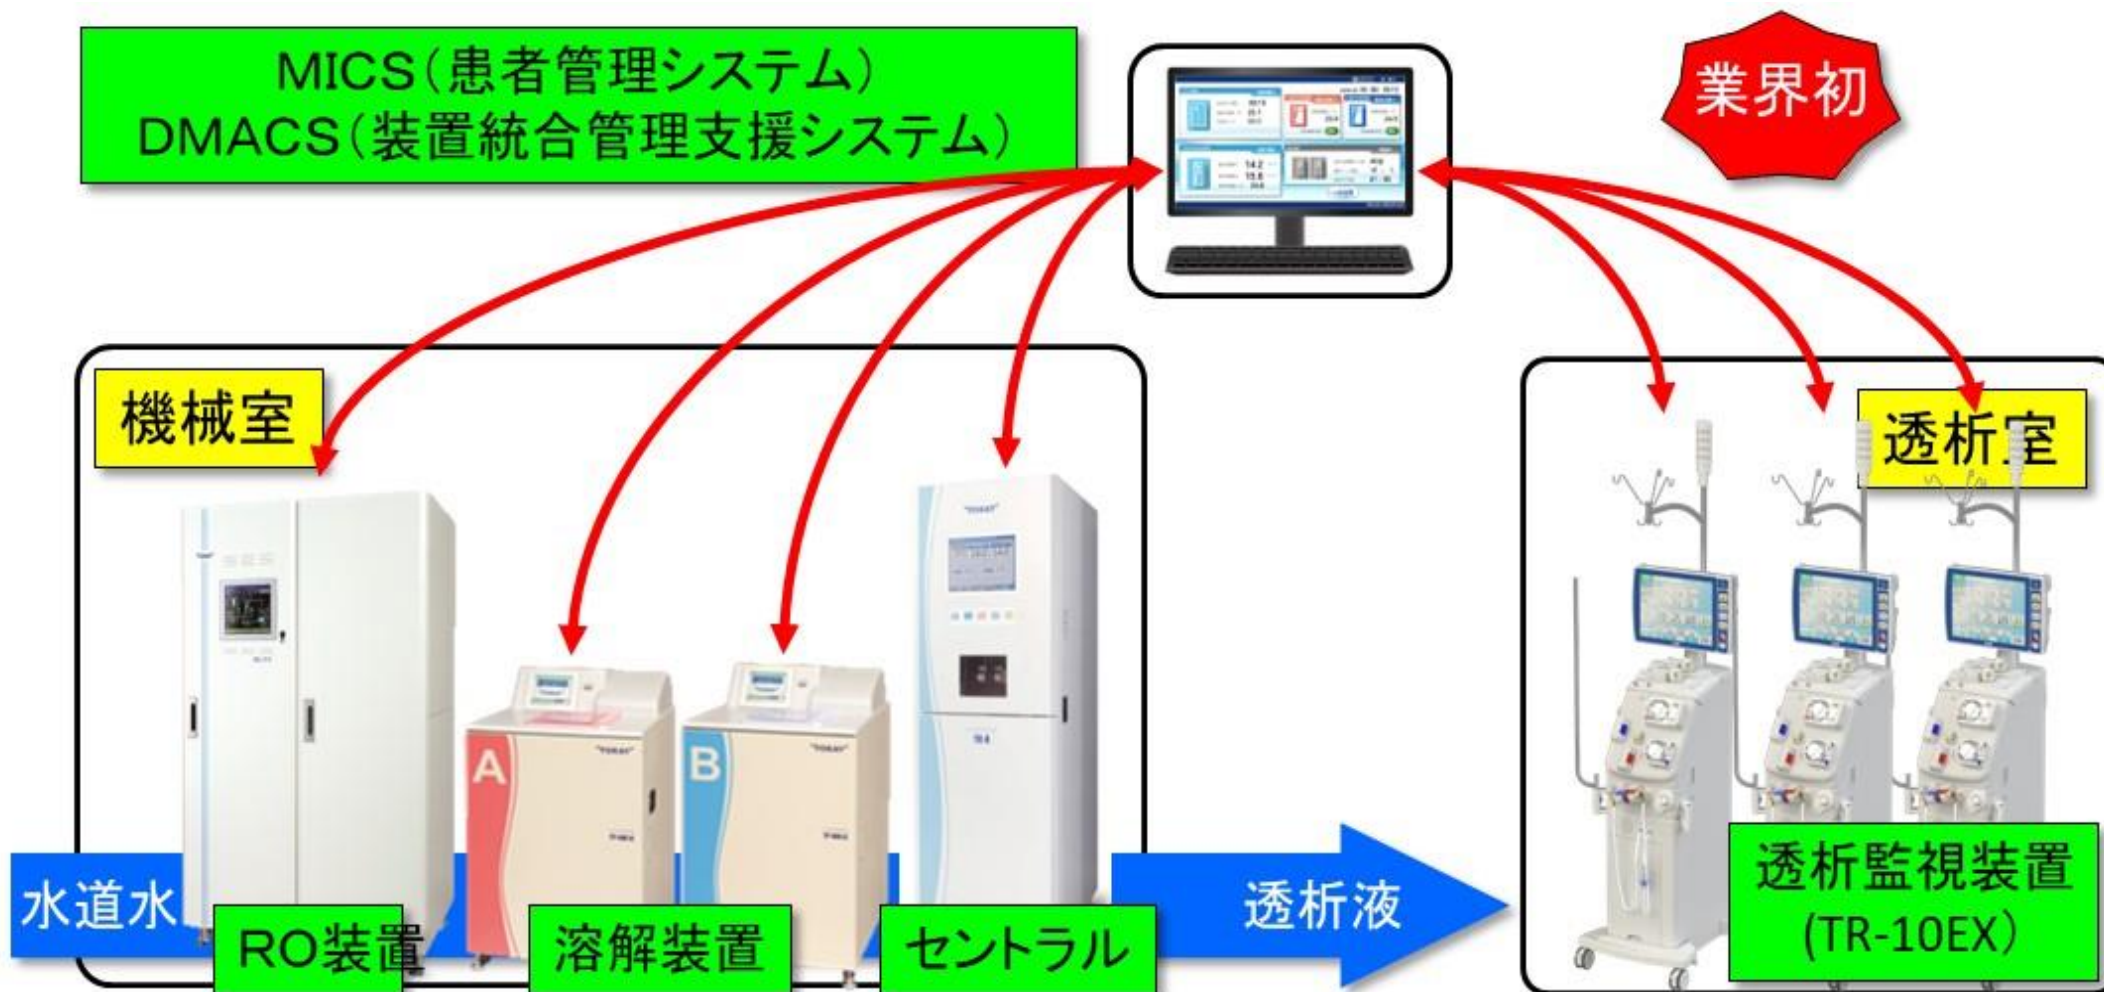 MICS（患者管理システム）
DMACS（装置統合管理支援システム）
業界初
機械室
透析室
"TORAY"
A
"TORAY"
B
"TORAY"
水道水
RO装置
溶解装置
セントラル
透析液
透析監視装置
(TR-10EX）